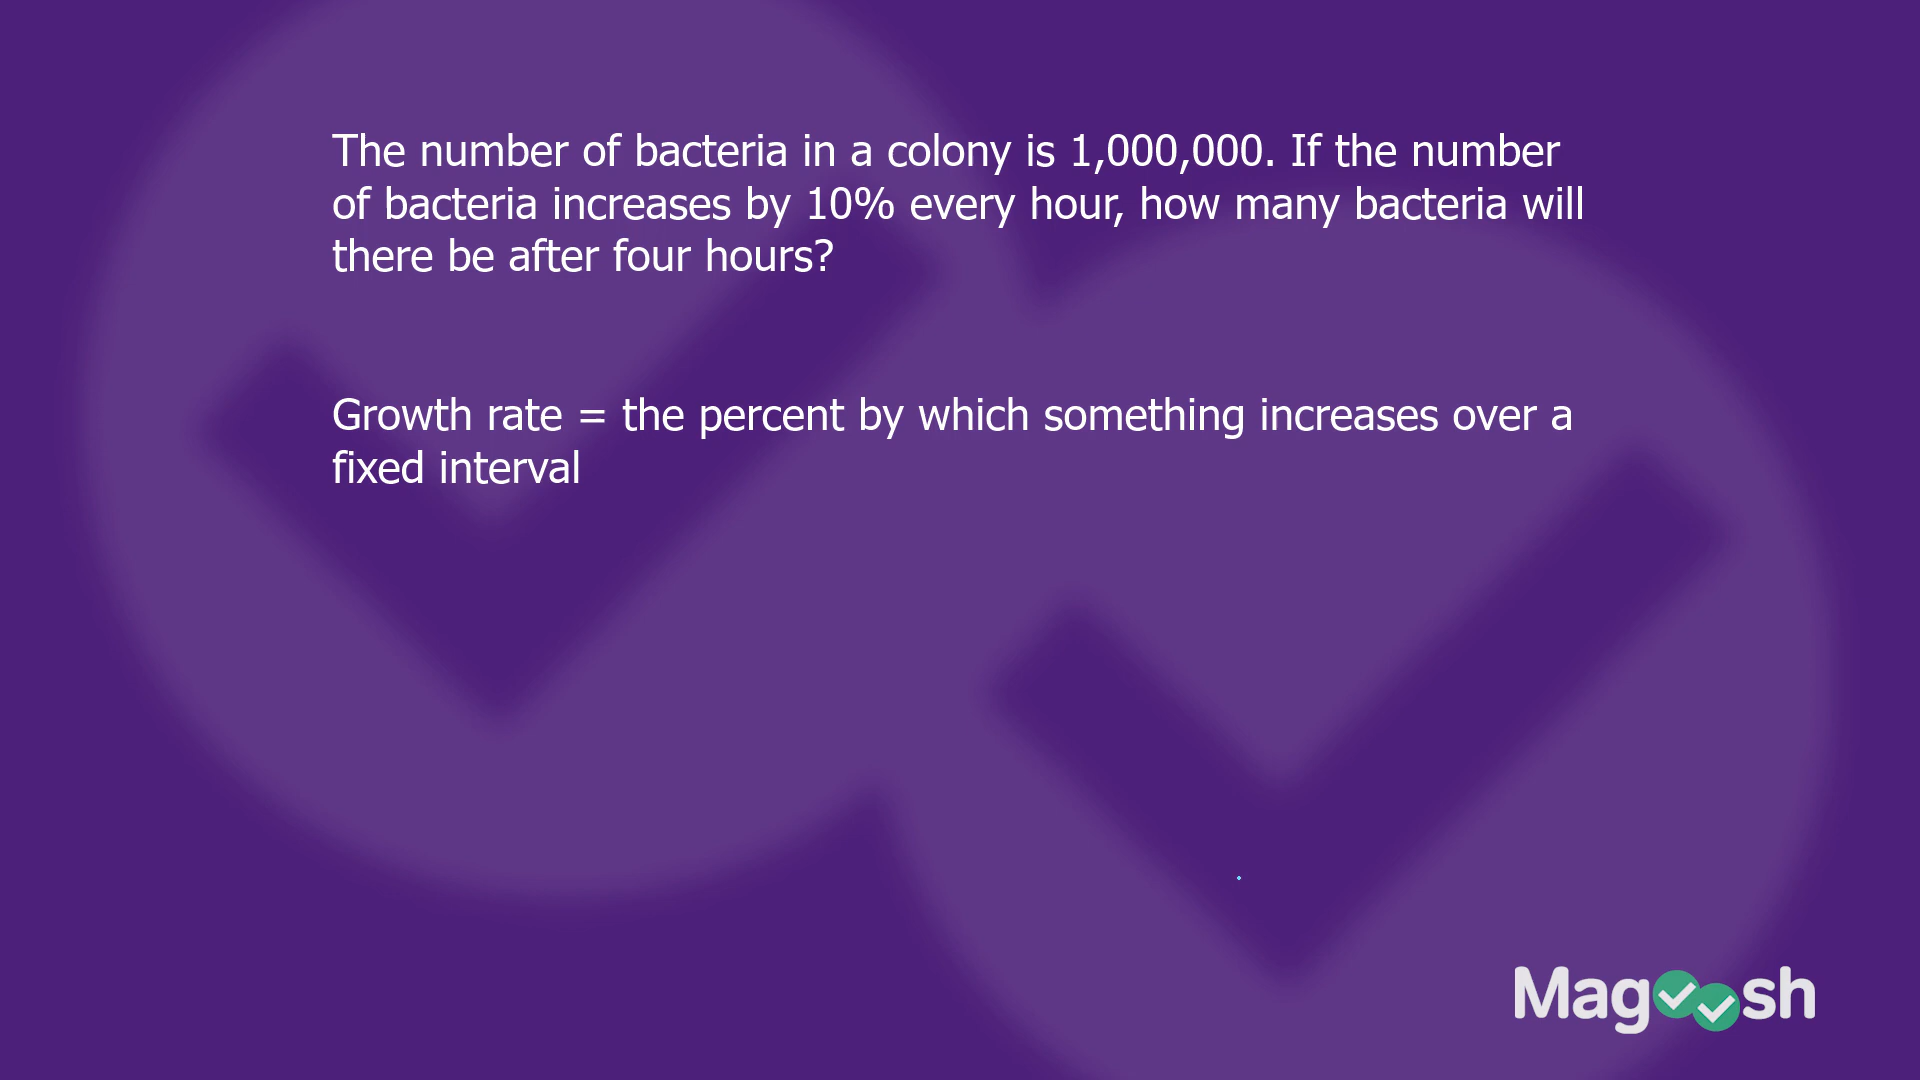 The number of bacteria in a colony is 1,000,000. If the number
of bacteria increases by 10% every hour, how many bacteria will
there be after four hours?
Growth rate = the percent by which something increases over a
fixed interval
Magoosh